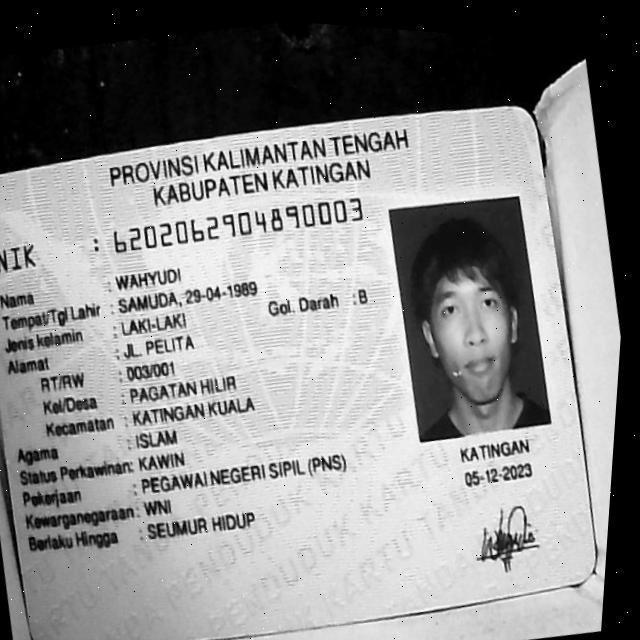 PROVINSI KALIMANTAN TENGAH
KABUPATEN KATINGAN
NIK : 6202062904890003
Nama : WAHYUDI
Tempat/Tgl Lahir : SAMUDA, 29-04-1989
Jenis kelamin : LAKI-LAKI Gol. Darah : B
Alamat : JL. PELITA
RT/RW : 003/001
Kel/Desa : PAGATAN HILIR
Kecamatan : KATINGAN KUALA
Agama : ISLAM
Status Perkawinan: KAWIN
Pekerjaan : PEGAWAI NEGERI SIPIL (PNS)
Kewarganegaraan: WNI
Berlaku Hingga : SEUMUR HIDUP
KATINGAN
05-12-2023